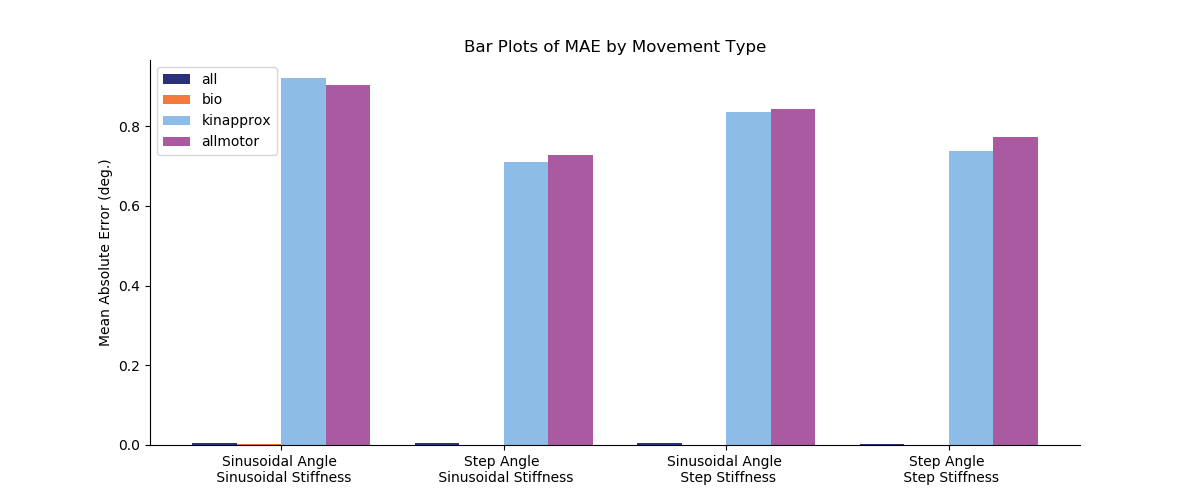 Bar Plots of MAE by Movement Type
all
bio
kinapprox
allmotor
Mean Absolute Error (deg.)
0.8
0.6
0.4
0.2
0.0
Sinusoidal Angle
Sinusoidal Stiffness
Step Angle
Sinusoidal Stiffness
Sinusoidal Angle
Step Stiffness
Step Angle
Step Stiffness